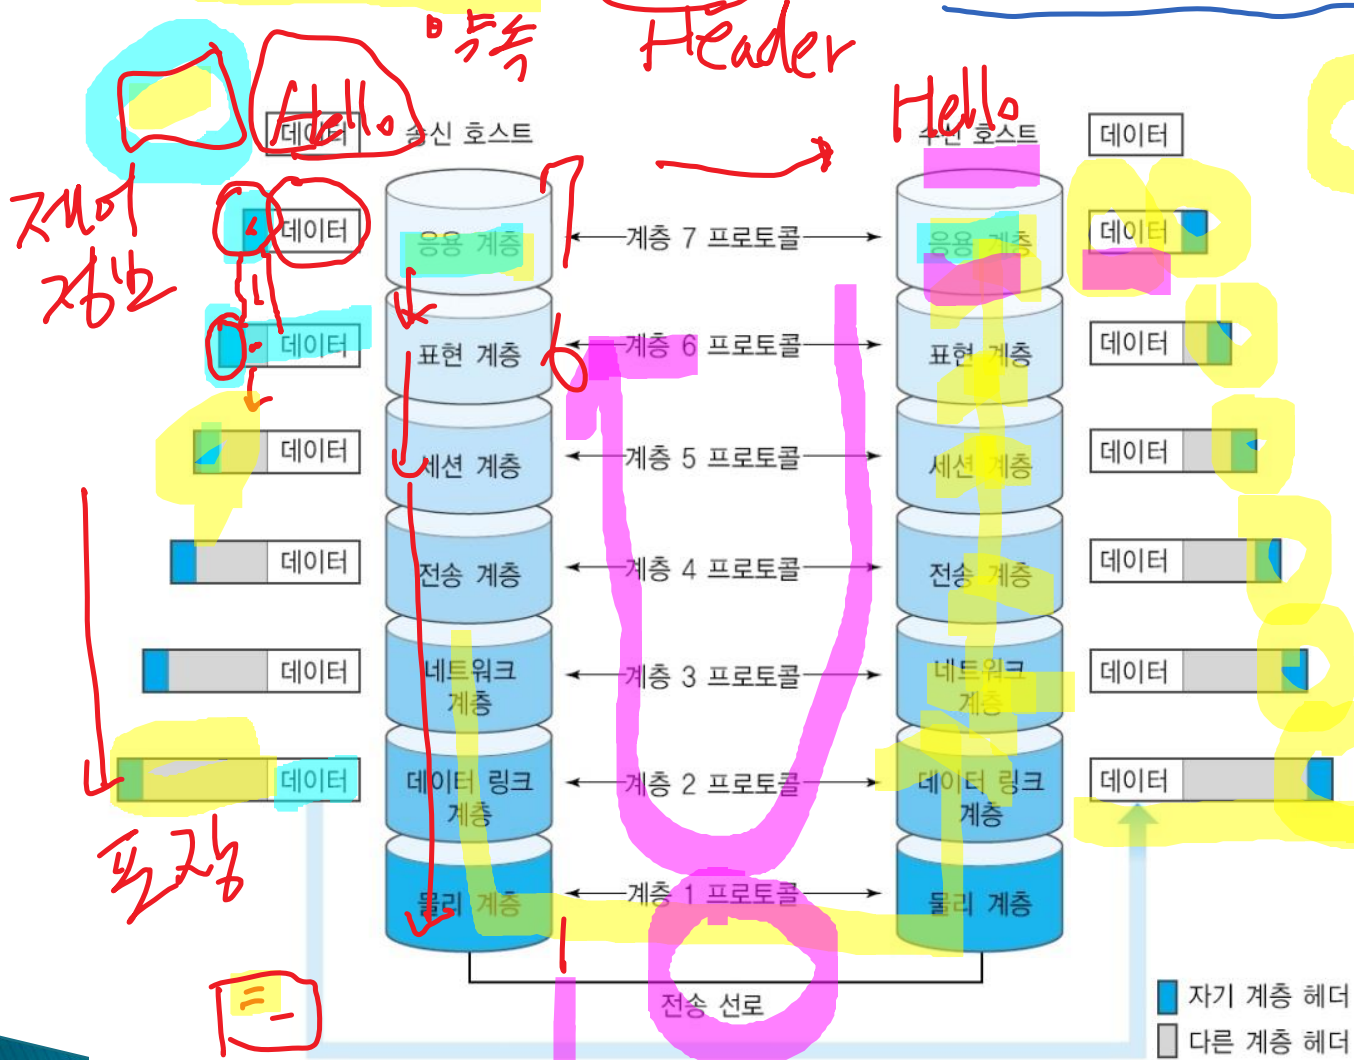 약속 Header
Hello Hello
데이터 송신 호스트 수신 호스트 데이터
제어
정보
데이터 응용 계층 7 계층 7 프로토콜 응용 계층 데이터
데이터 표현 계층 6 계층 6 프로토콜 표현 계층 데이터
데이터 세션 계층 계층 5 프로토콜 세션 계층 데이터
데이터 전송 계층 계층 4 프로토콜 전송 계층 데이터
데이터 네트워크 계층 3 프로토콜 네트워크 데이터
계층 계층
데이터 데이터 링크 계층 2 프로토콜 데이터 링크 데이터
계층 계층
포장
물리 계층 계층 1 프로토콜 물리 계층
1
전송 선로
자기 계층 헤더
다른 계층 헤더